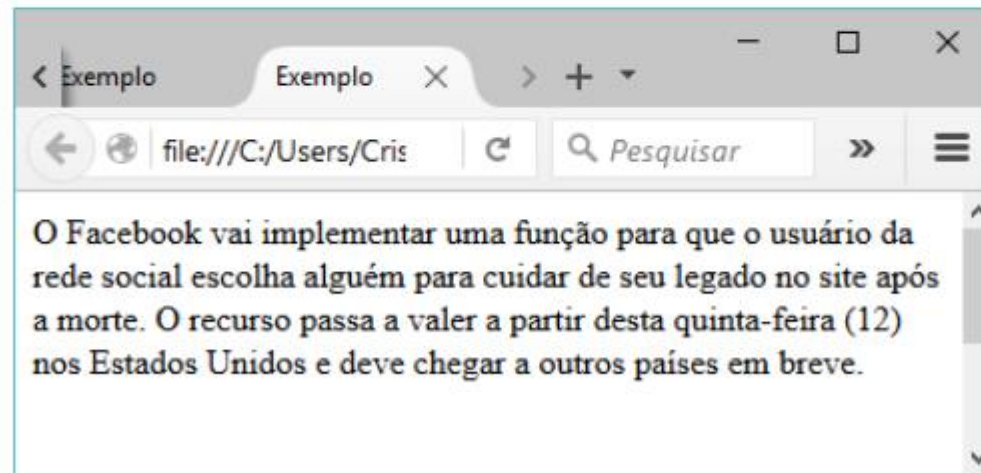 Exemplo Exemplo
file:///C:/Users/Cris Pesquisar
O Facebook vai implementar uma função para que o usuário da
rede social escolha alguém para cuidar de seu legado no site após
a morte. O recurso passa a valer a partir desta quinta-feira (12)
nos Estados Unidos e deve chegar a outros países em breve.